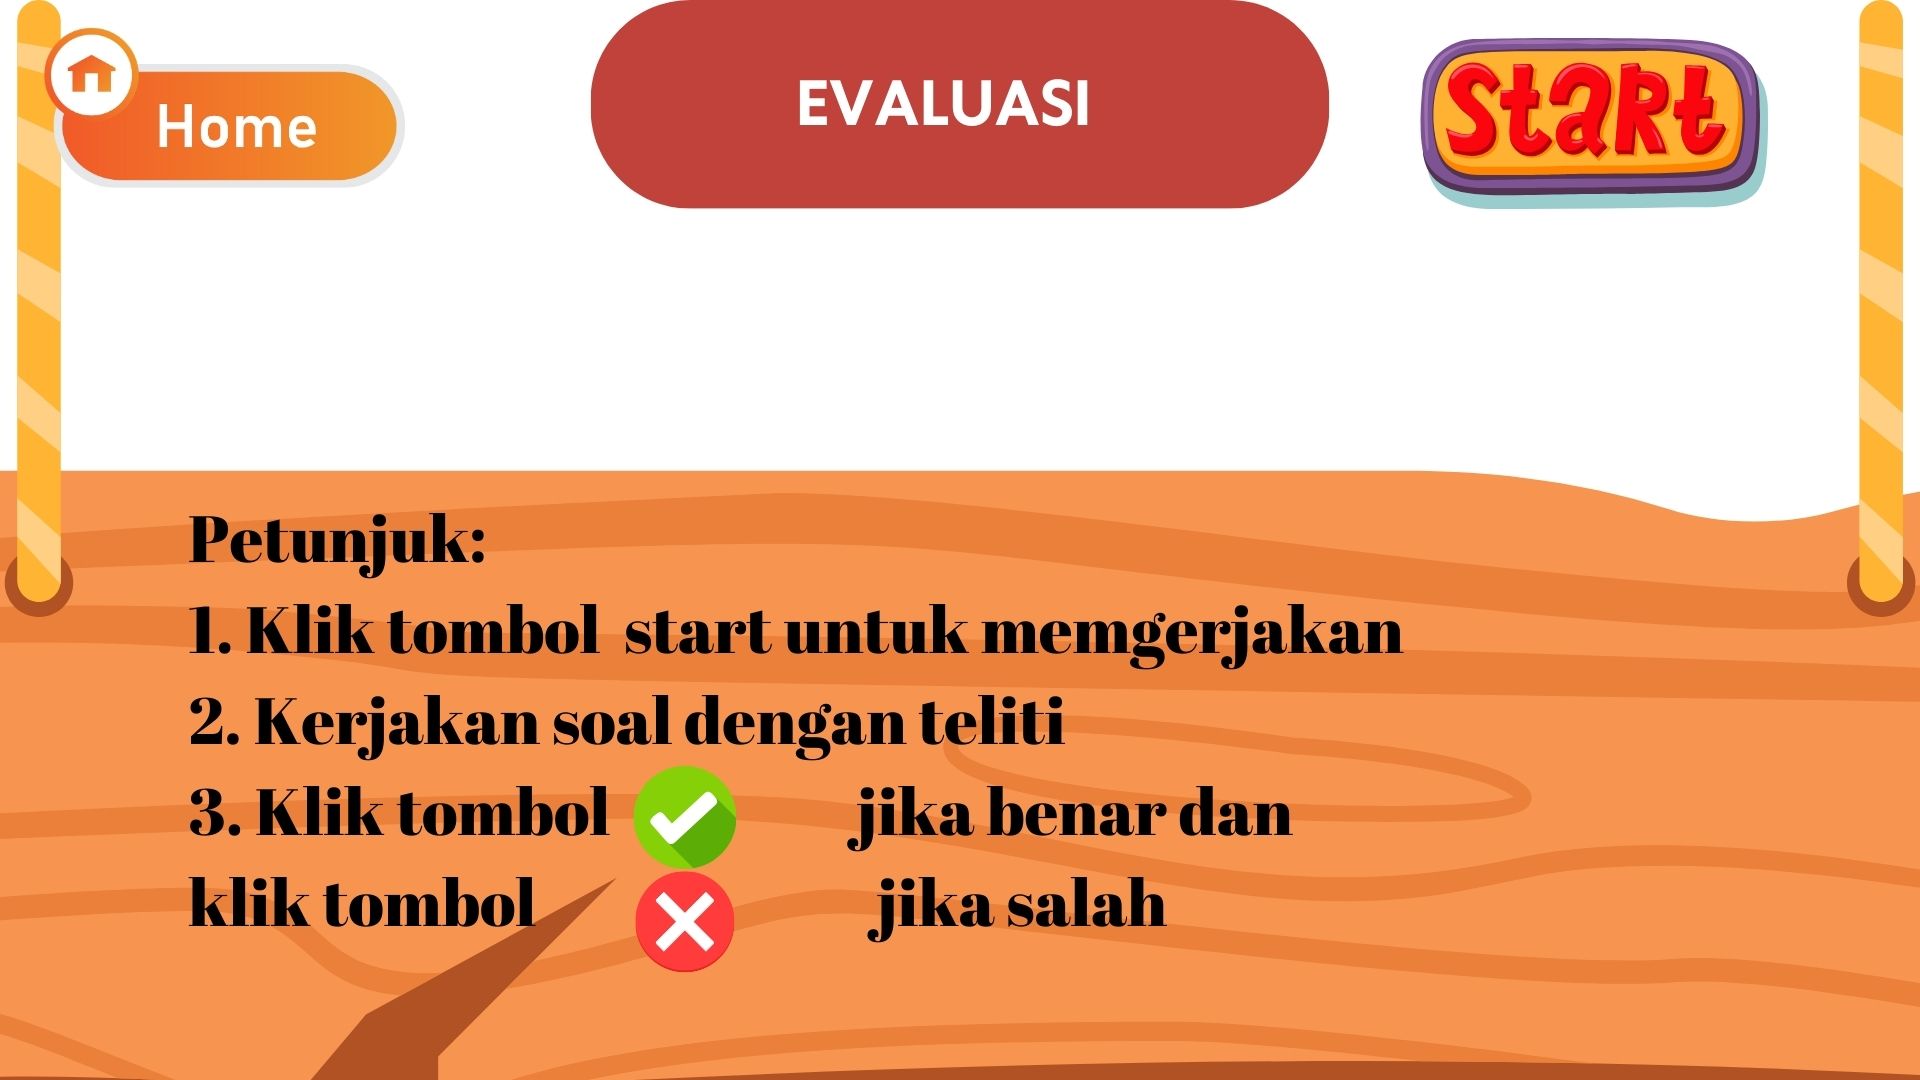 Home
EVALUASI
Start
Petunjuk:
1. Klik tombol start untuk memgerjakan
2. Kerjakan soal dengan teliti
3. Klik tombol jika benar dan
klik tombol jika salah